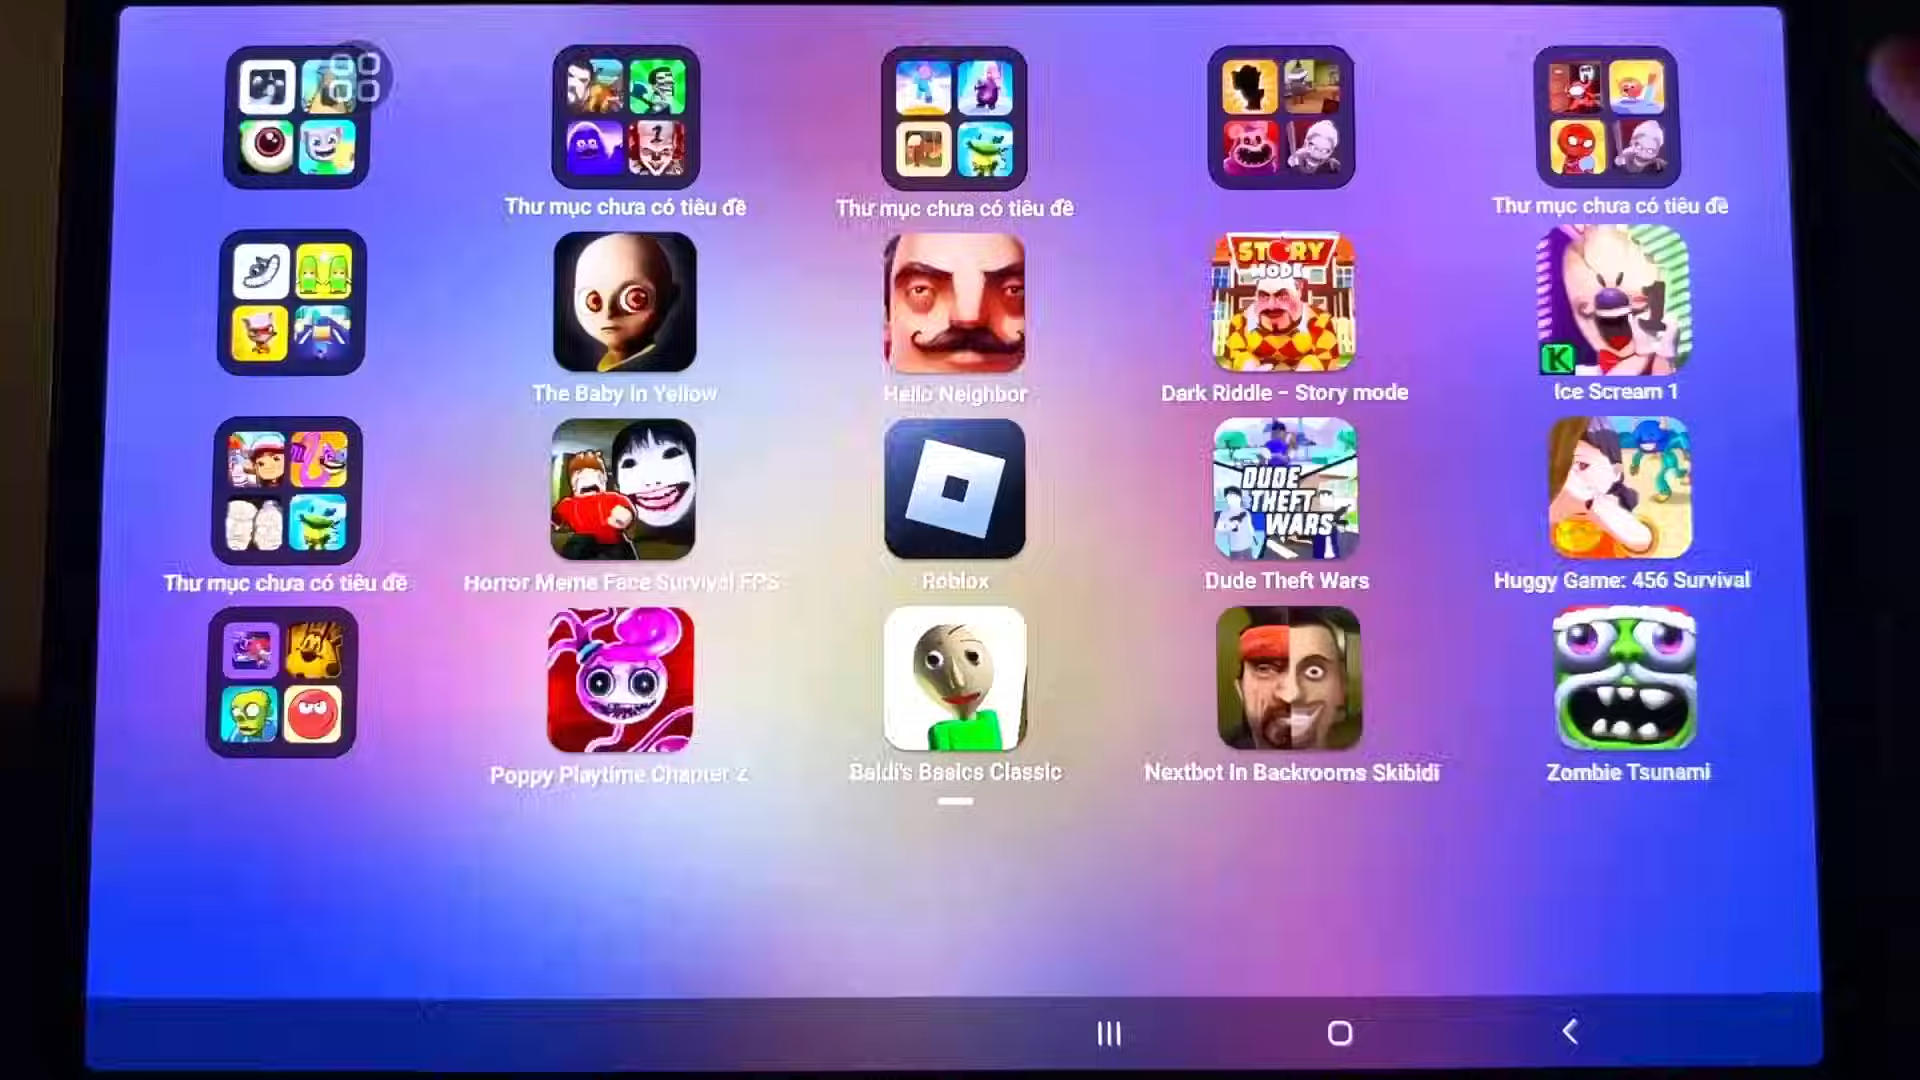 Thư mục chưa có tiêu đề
Thư mục chưa có tiêu đề
Thư mục chưa có tiêu đề
STORY
MODE
K
The Baby In Yellow
Hello Neighbor
Dark Riddle - Story mode
Ice Scream 1
DUDE
THEFT
WARS
Thư mục chưa có tiêu đề
Horror Meme Face Survival FPS
Roblox
Dude Theft Wars
Huggy Game: 456 Survival
Poppy Playtime Chapter 2
Baldi's Basics Classic
Nextbot In Backrooms Skibidi
Zombie Tsunami